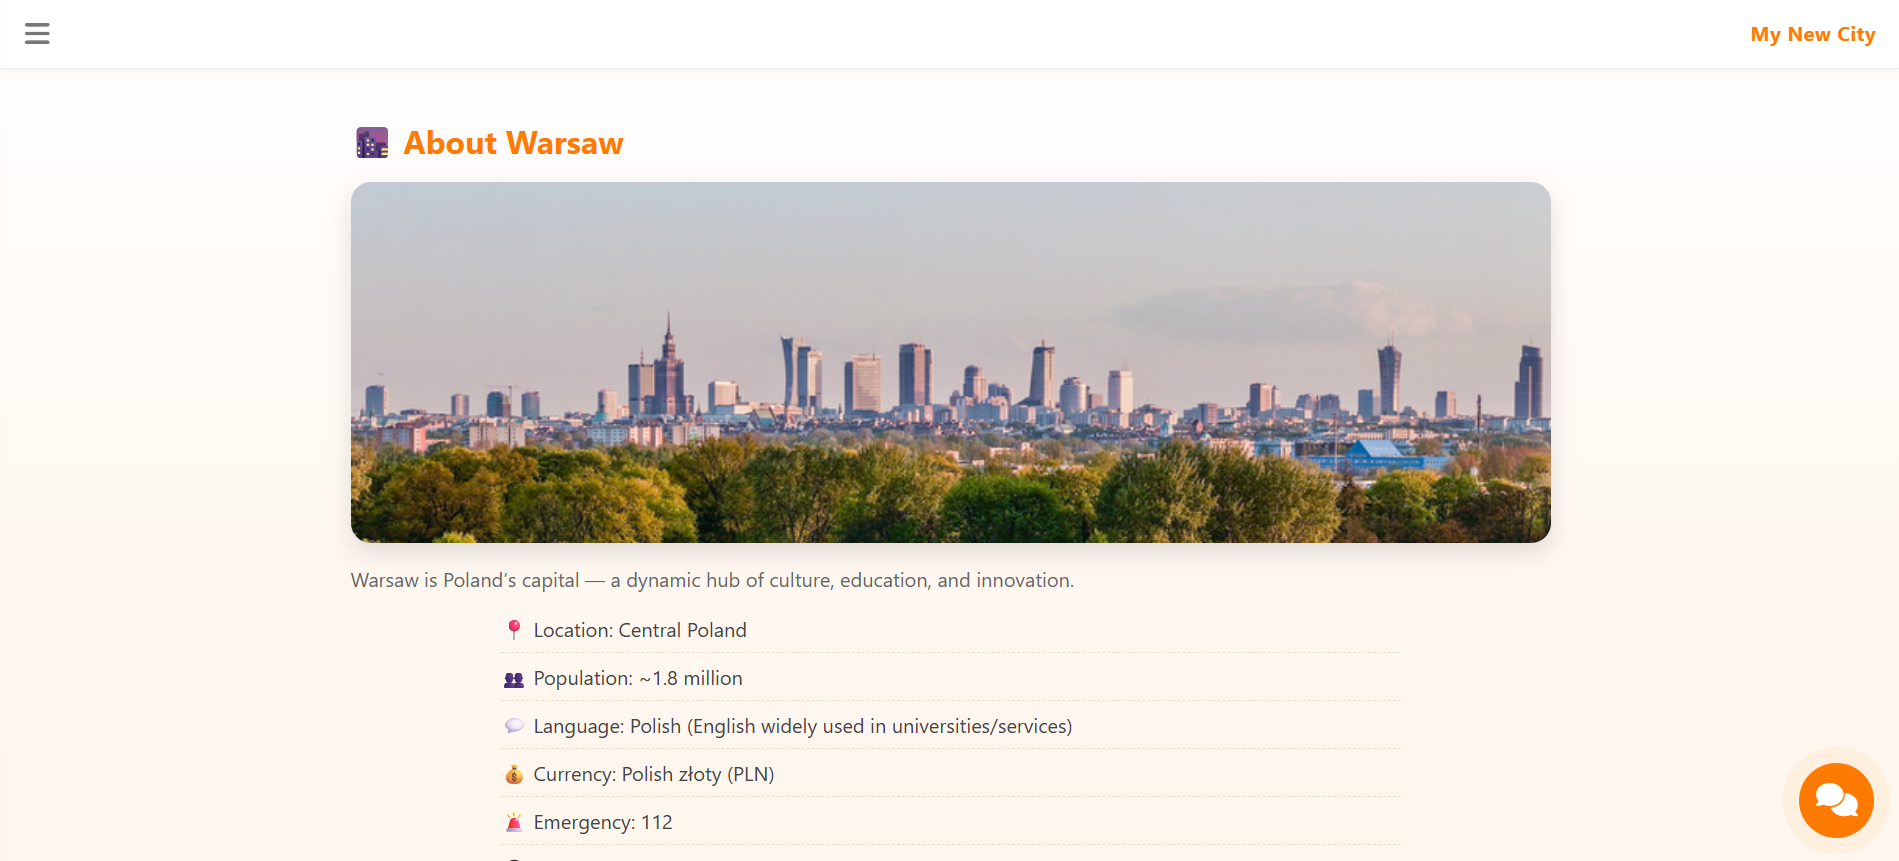 My New City
About Warsaw
Warsaw is Poland’s capital — a dynamic hub of culture, education, and innovation.
Location: Central Poland
Population: ~1.8 million
Language: Polish (English widely used in universities/services)
Currency: Polish złoty (PLN)
Emergency: 112